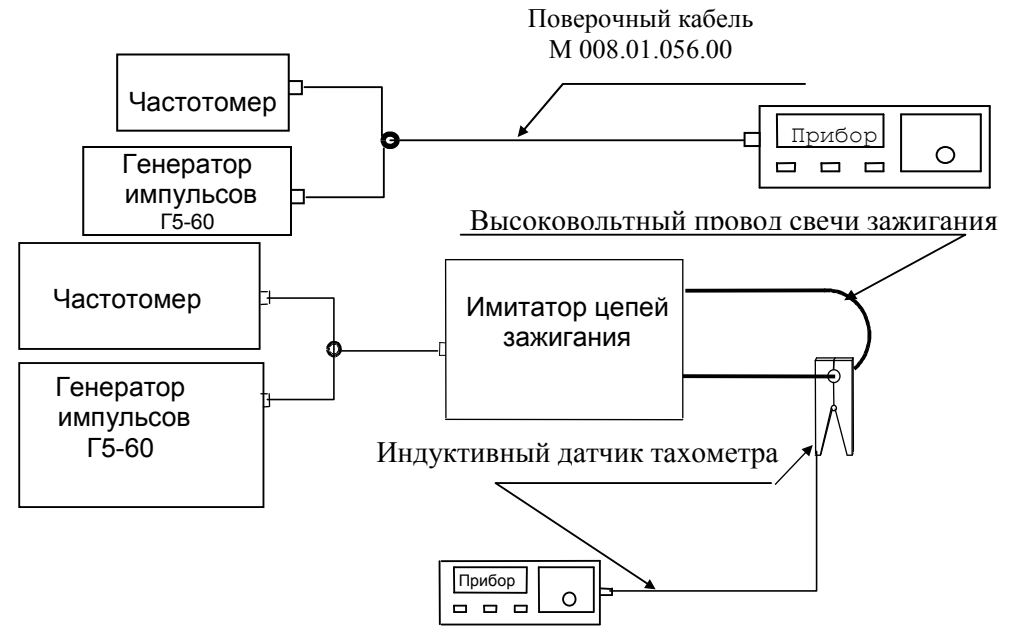 Поверочный кабель
М 008.01.056.00
Частотомер
Прибор
Генератор
импульсов
Г5-60
Высоковольтный провод свечи зажигания
Частотомер
Имитатор цепей
зажигания
Генератор
импульсов
Г5-60
Индуктивный датчик тахометра
Прибор